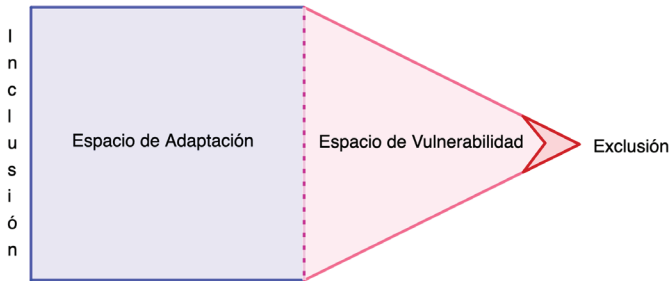 Inclusión
Espacio de Adaptación
Espacio de Vulnerabilidad
Exclusión